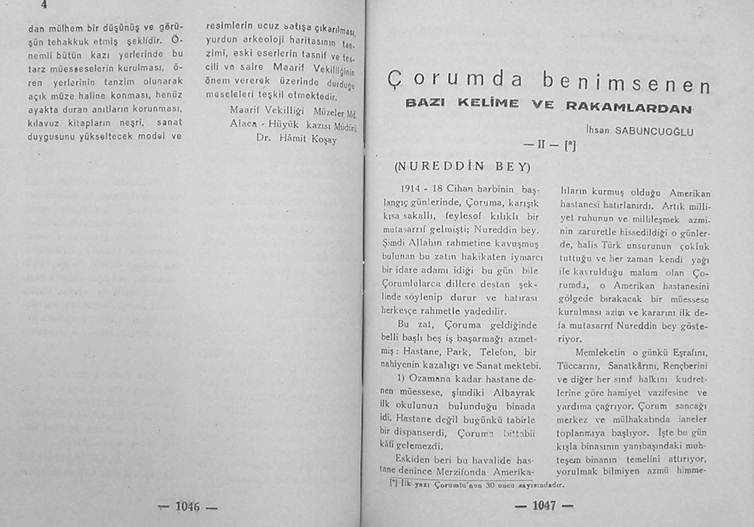 4
dan mülhem bir düşünüş ve görü-
şün tehakkuk etmiş şeklidir. Ö-
nemli bütün kazı yerlerinde bu
tarz müesseselerin kurulması, ö-
ren yerlerinin tanzim olunarak
açık müze haline konması, henüz
ayakta duran anıtların korunması,
kılavuz kitapların neşri, sanat
duygusunu yükseltecek model ve
resimlerin ucuz satışa çıkarılması,
yurdun arkeoloji haritasının tan-
zimi, eski eserlerin tasnif ve tes-
cili ve saire Maarif Vekilliğinin
önem vererek üzerinde durduğu
meseleleri teşkil etmektedir.
Maarif Vekilliği Müzeler Md.
Alaca - Hüyük kazısı Müdürü
Dr. Hâmit Koşay
— 1046 —
Çorumda benimsenen
BAZI KELİME VE RAKAMLARDAN
İhsan SABUNCUOĞLU
— II — [*]
(NUREDDİN BEY)
1914 - 18 Cihan harbinin baş-
langıç günlerinde, Çoruma, karışık
kısa sakallı, feylesof kılıklı bir
mutasarrıf gelmişti; Nureddin bey.
Şimdi Allahın rahmetine kavuşmuş
bulunan bu zatın hakikaten iymarcı
bir idare adamı idiği bu gün bile
Çorumlularca dillere destan şek-
linde söylenip durur ve hatırası
herkesçe rahmetle yadedilir.
Bu zat, Çoruma geldiğinde
belli başlı beş iş başarmağı azmet-
miş: Hastane, Park, Telefon, bir
nahiyenin kazalığı ve Sanat mektebi.
1) Ozamana kadar hastane de-
nen müessese, şimdiki Albayrak
ilk okulunun bulunduğu binada
idi. Hastane değil bugünkü tabirle
bir dispanserdi, Çoruma bittabii
kâfi gelemezdi.
Eskiden beri bu havalide has-
tane denince Merzifonda Amerika-
lıların kurmuş olduğu Amerikan
hastanesi hatırlanırdı. Artık milli-
yet ruhunun ve millileşmek azmi-
nin zaruretle hissedildiği o günler-
de, halis Türk unsurunun çokluk
tuttuğu ve her zaman kendi yağı
ile kavrulduğu malum olan Ço-
rumda, o Amerikan hastanesini
gölgede bırakacak bir müessese
kurulması azim ve kararını ilk de-
fa mutasarrıf Nureddin bey göste-
riyor.
Memleketin o günkü Eşrafını,
Tüccarını, Sanatkârını, Rençberini
ve diğer her sınıf halkını kudret-
lerine göre hamiyet vazifesine ve
yardıma çağrıyor. Çorum sancağı
merkez ve mülhakatında ianeler
toplanmaya başlıyor. İşte bu gün
kışla binasının yanıbaşındaki muh-
teşem binanın temelini attırıyor,
yorulmak bilmiyen azmü himme-
[*] İlk yazı Çorumlu'nun 30 uncu sayısındadır.
— 1047 —